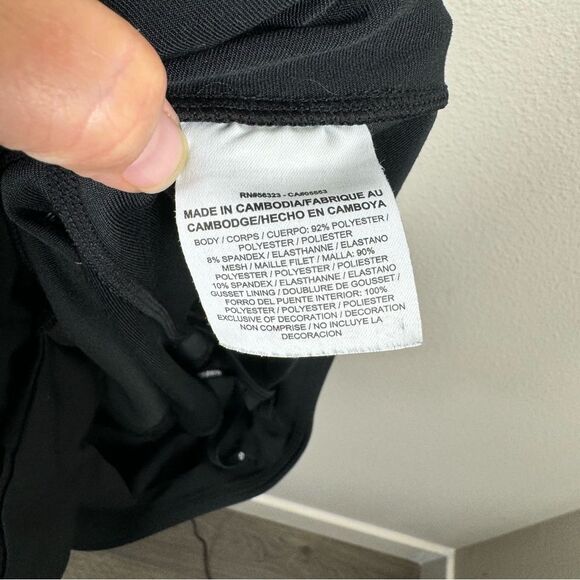 RN#56323 - CA#05553
MADE IN CAMBODIA/FABRIQUE AU
CAMBODGE/HECHO EN CAMBOYA
BODY / CORPS / CUERPO: 92% POLYESTER /
POLYESTER / POLIESTER
8% SPANDEX / ELASTHANNE / ELASTANO
MESH / MAILLE FILET / MALLA: 90%
POLYESTER / POLYESTER / POLIESTER
10% SPANDEX / ELASTHANNE / ELASTANO
GUSSET LINING / DOUBLURE DE GOUSSET /
FORRO DEL PUENTE INTERIOR: 100%
POLYESTER / POLYESTER / POLIESTER
EXCLUSIVE OF DECORATION / DECORATION
NON COMPRISE / NO INCLUYE LA
DECORACION